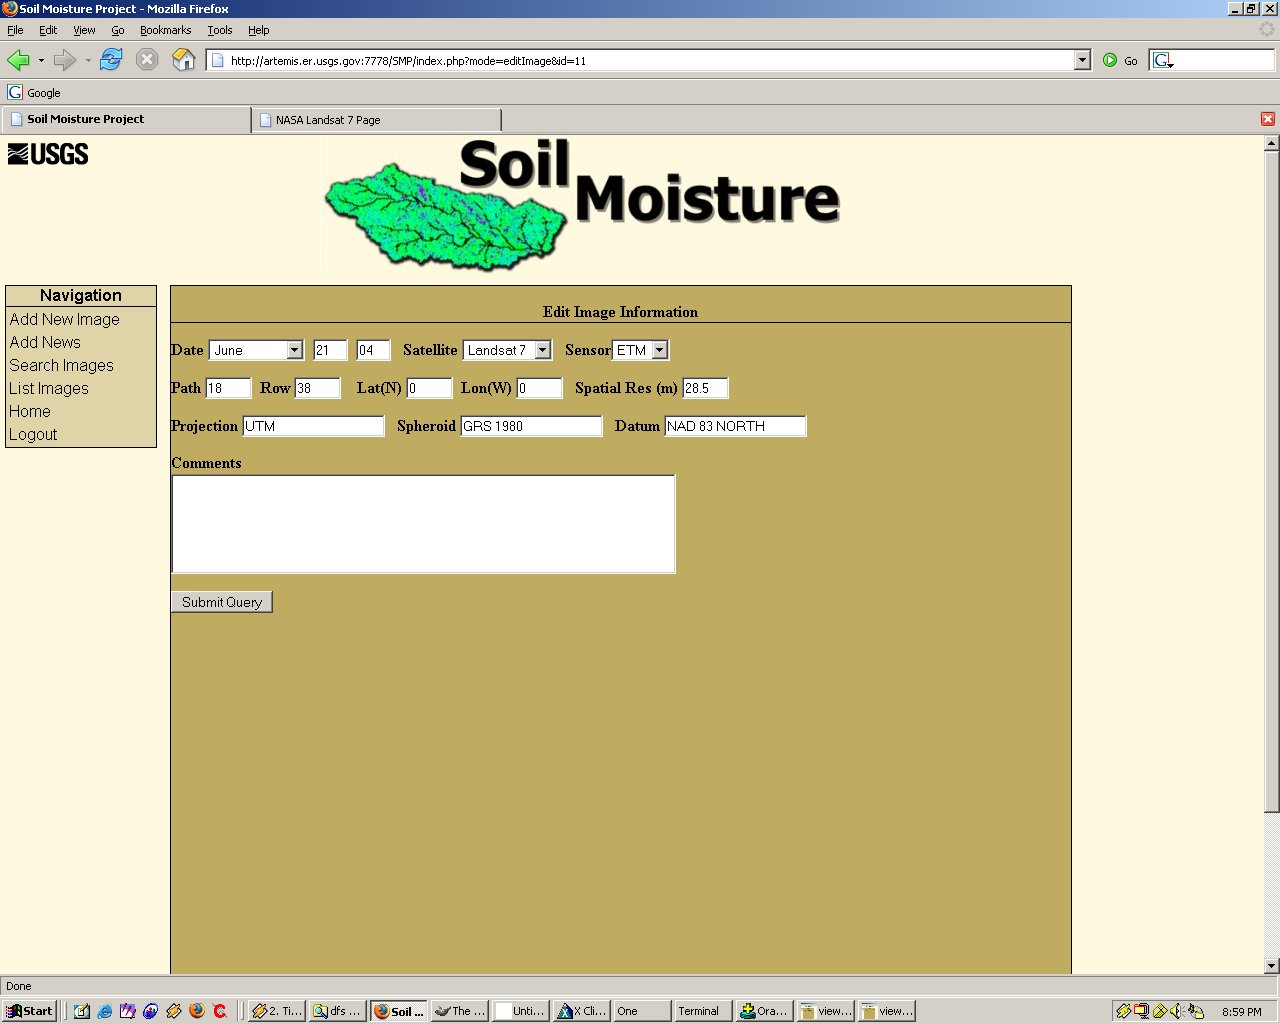 Soil Moisture Project - Mozilla Firefox
File Edit View Go Bookmarks Tools Help
http://artemis.er.usgs.gov:7778/SMP/index.php?mode=editImage&id=11 Go
Google
Soil Moisture Project NASA Landsat 7 Page
USGS
Soil
Moisture
Navigation
Add New Image
Add News
Search Images
List Images
Home
Logout
Edit Image Information
Date June 21 04 Satellite Landsat 7 Sensor ETM
Path 18 Row 38 Lat(N) 0 Lon(W) 0 Spatial Res (m) 28.5
Projection UTM Spheroid GRS 1980 Datum NAD 83 NORTH
Comments
Submit Query
Done
Start 2. Ti... dfs ... Soil ... The ... Unti... X Cli... One Terminal Ora... view... view... 8:59 PM